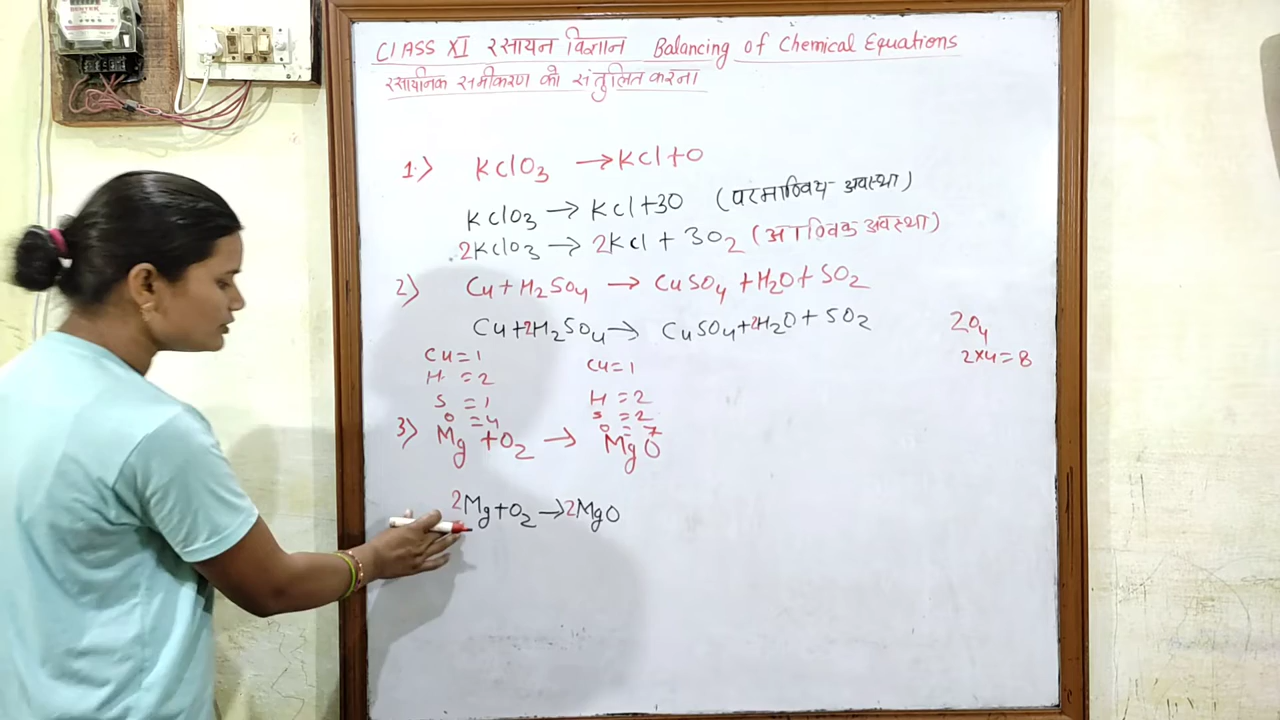 CLASS XI रसायन विज्ञान Balancing of Chemical Equations
रसायनिक समीकरण को संतुलित करना
1.) KClO3 → KCl+O
KClO3 → KCl+3O (परमाण्विय अवस्था)
2KClO3 → 2KCl + 3O2 (आण्विक अवस्था)
2) Cu + H2SO4 → CuSO4 + H2O + SO2
Cu+2H2SO4 → CuSO4+2H2O + SO2
2O4
2×4=8
Cu=1 Cu=1
H=2 H=2
S=1 S=2
O=4 O=7
3) Mg + O2 → MgO
2Mg+O2 → 2MgO